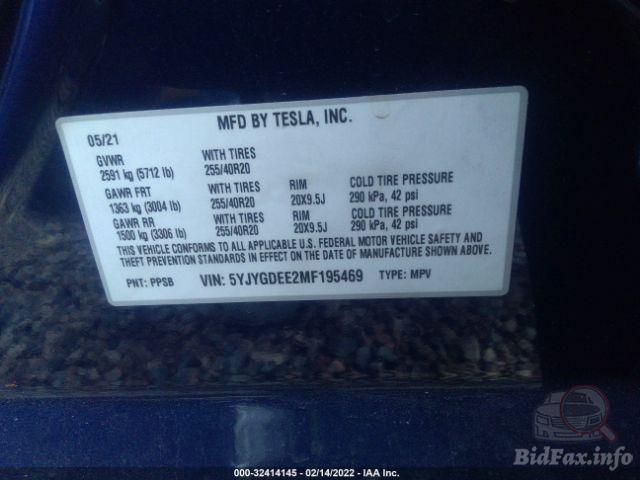 MFD BY TESLA, INC.
05/21
GVWR WITH TIRES
2591 kg (5712 lb) 255/40R20
GAWR FRT WITH TIRES RIM COLD TIRE PRESSURE
1363 kg (3004 lb) 255/40R20 20X9.5J 290 kPa, 42 psi
GAWR RR WITH TIRES RIM COLD TIRE PRESSURE
1500 kg (3306 lb) 255/40R20 20X9.5J 290 kPa, 42 psi
THIS VEHICLE CONFORMS TO ALL APPLICABLE U.S. FEDERAL MOTOR VEHICLE SAFETY AND
THEFT PREVENTION STANDARDS IN EFFECT ON THE DATE OF MANUFACTURE SHOWN ABOVE.
PNT: PPSB VIN: 5YJYGDEE2MF195469 TYPE: MPV
BidFax.info
000-32414145 - 02/14/2022 - IAA Inc.